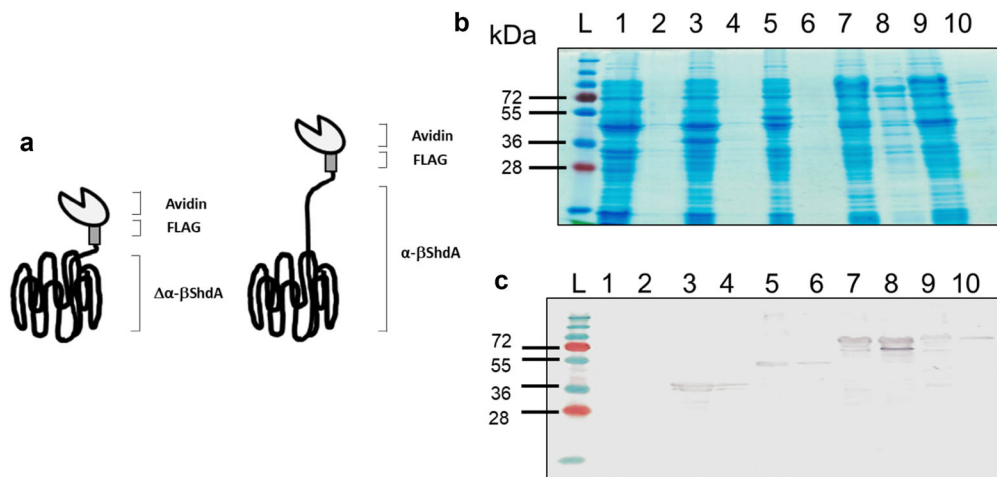 a
Avidin
FLAG
Δα-βShdA
Avidin
FLAG
α-βShdA
b
kDa
L 1 2 3 4 5 6 7 8 9 10
72
55
36
28
c
L 1 2 3 4 5 6 7 8 9 10
72
55
36
28